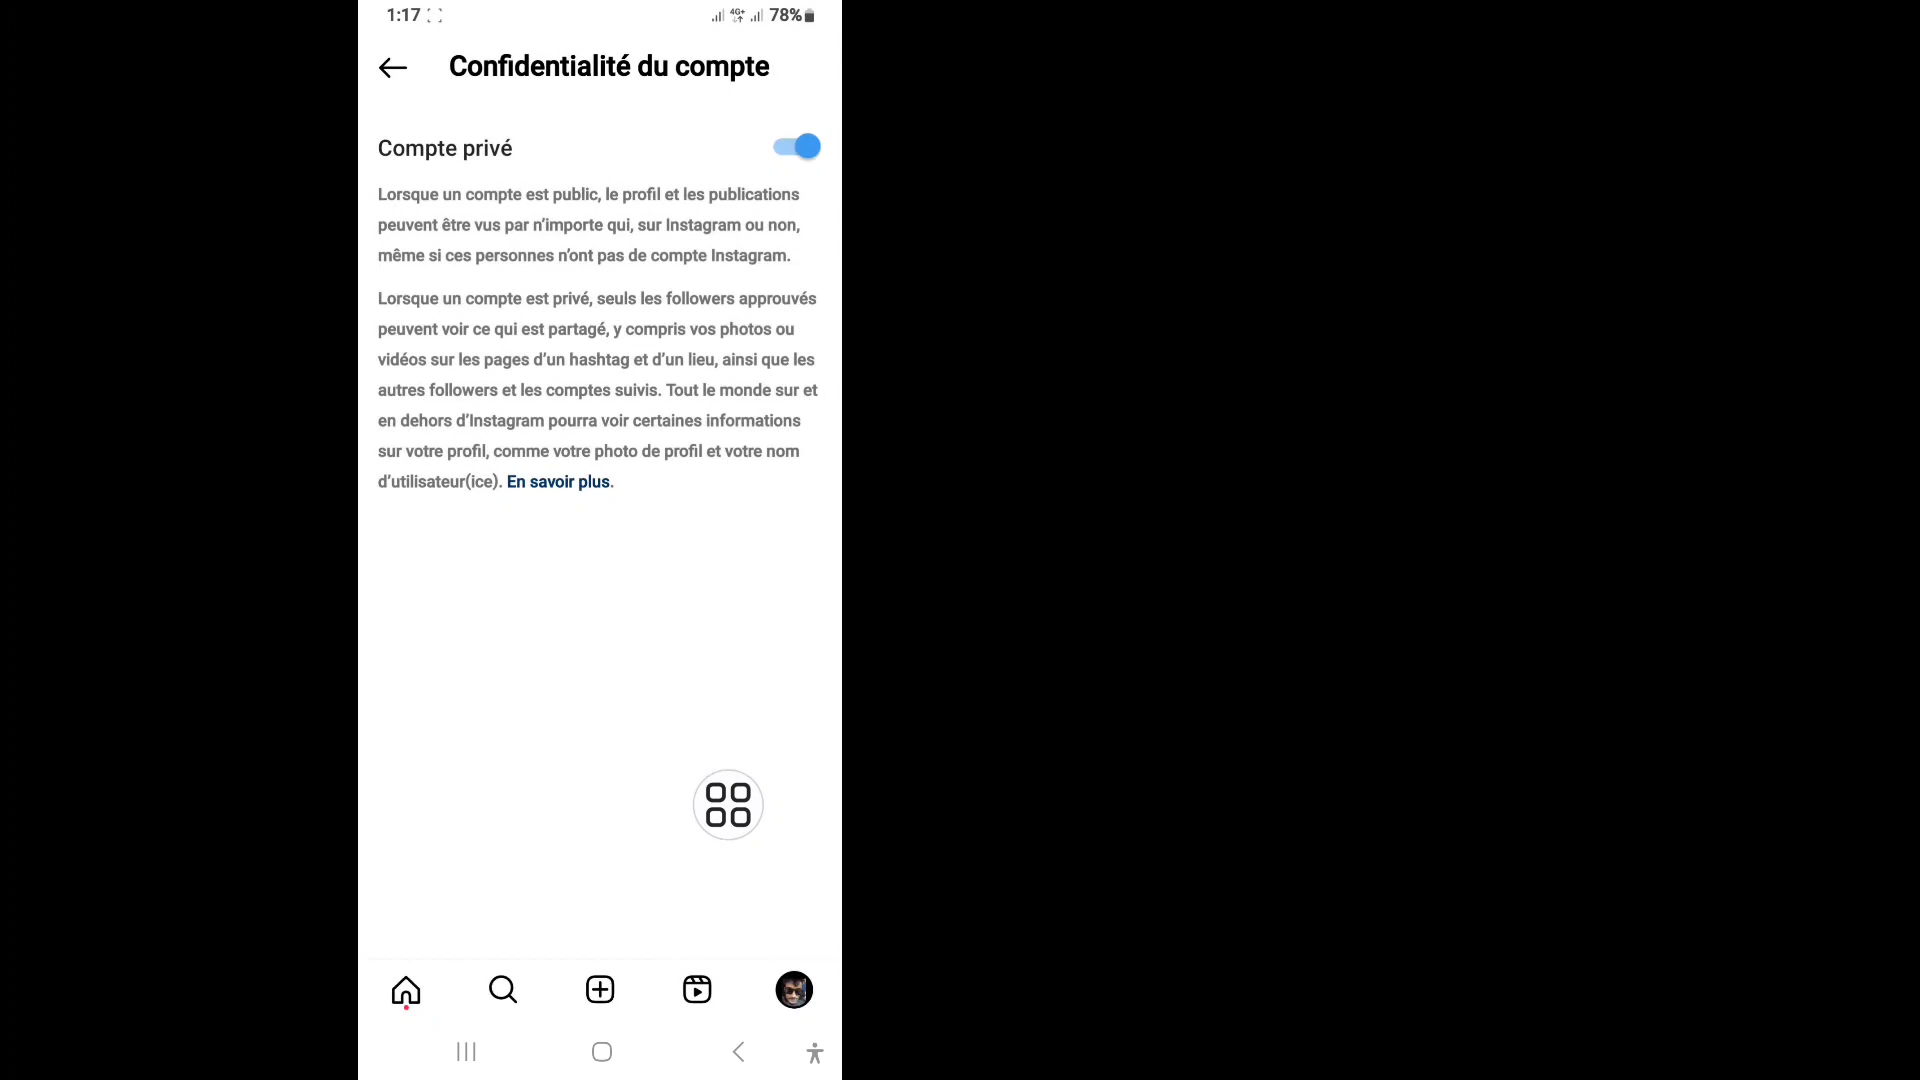 1:17 4G+ 78%
Confidentialité du compte
Compte privé
Lorsque un compte est public, le profil et les publications
peuvent être vus par n’importe qui, sur Instagram ou non,
même si ces personnes n’ont pas de compte Instagram.
Lorsque un compte est privé, seuls les followers approuvés
peuvent voir ce qui est partagé, y compris vos photos ou
vidéos sur les pages d’un hashtag et d’un lieu, ainsi que les
autres followers et les comptes suivis. Tout le monde sur et
en dehors d’Instagram pourra voir certaines informations
sur votre profil, comme votre photo de profil et votre nom
d’utilisateur(ice). En savoir plus.